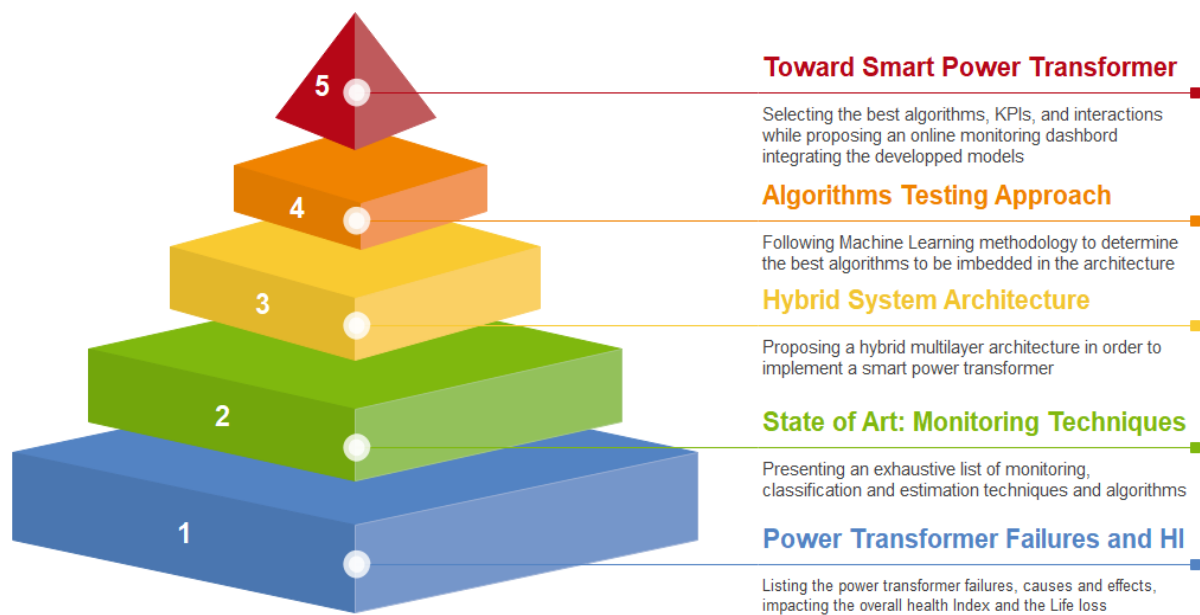 5
Toward Smart Power Transformer
Selecting the best algorithms, KPIs, and interactions
while proposing an online monitoring dashbord
integrating the developped models
4
Algorithms Testing Approach
Following Machine Learning methodology to determine
the best algorithms to be imbedded in the architecture
3
Hybrid System Architecture
Proposing a hybrid multilayer architecture in order to
implement a smart power transformer
2
State of Art: Monitoring Techniques
Presenting an exhaustive list of monitoring,
classification and estimation techniques and algorithms
1
Power Transformer Failures and HI
Listing the power transformer failures, causes and effects,
impacting the overall health Index and the Life loss